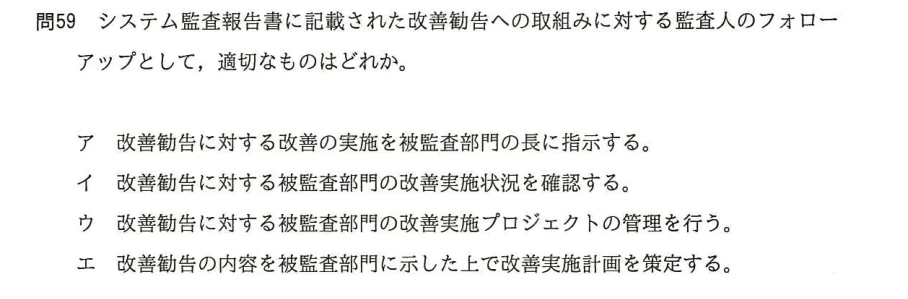 問59 システム監査報告書に記載された改善勧告への取組みに対する監査人のフォロー
アップとして，適切なものはどれか。
ア 改善勧告に対する改善の実施を被監査部門の長に指示する。
イ 改善勧告に対する被監査部門の改善実施状況を確認する。
ウ 改善勧告に対する被監査部門の改善実施プロジェクトの管理を行う。
エ 改善勧告の内容を被監査部門に示した上で改善実施計画を策定する。